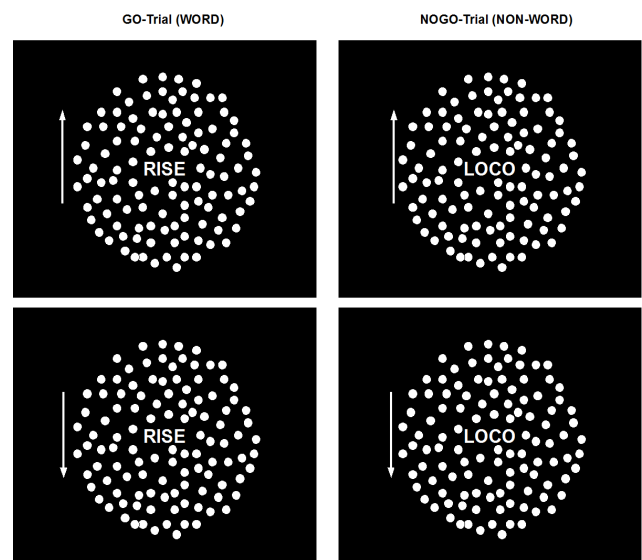 GO-Trial (WORD)
NOGO-Trial (NON-WORD)
RISE
LOCO
RISE
LOCO